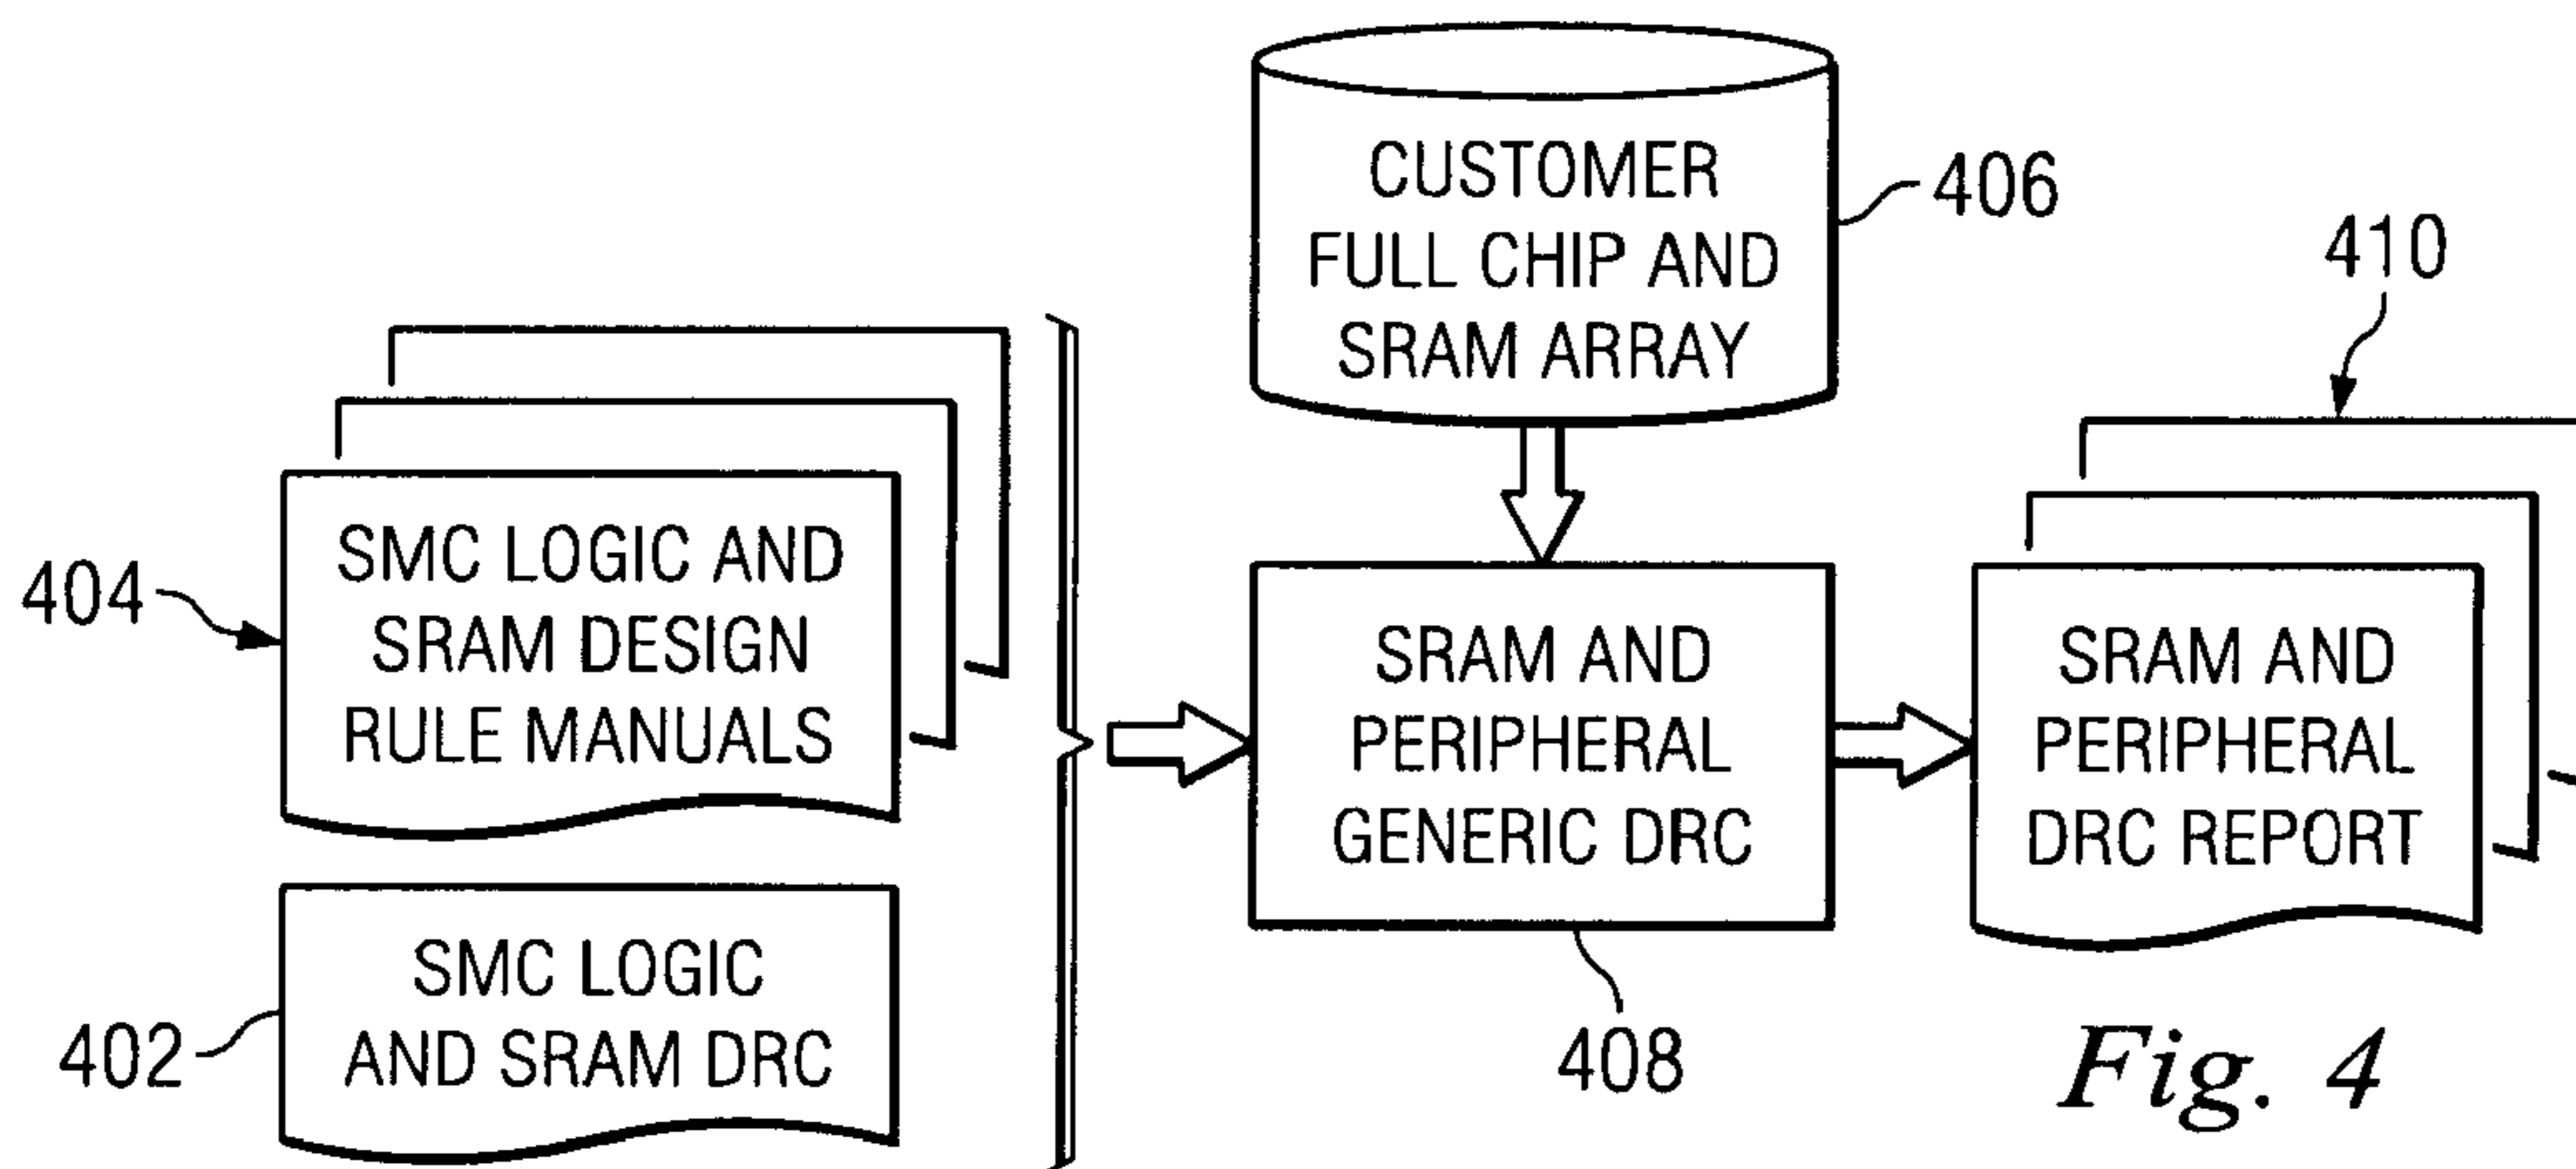 CUSTOMER
FULL CHIP AND
SRAM ARRAY
406
410
404
SMC LOGIC AND
SRAM DESIGN
RULE MANUALS
SRAM AND
PERIPHERAL
GENERIC DRC
SRAM AND
PERIPHERAL
DRC REPORT
402
SMC LOGIC
AND SRAM DRC
408
Fig. 4